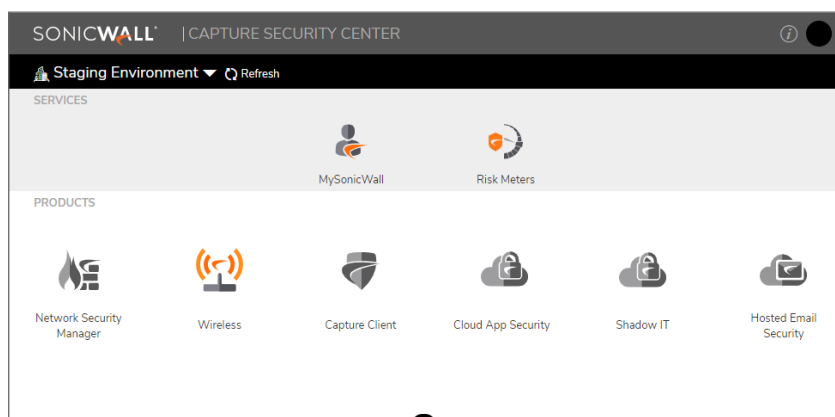 SONICWALL | CAPTURE SECURITY CENTER
Staging Environment Refresh
SERVICES
MySonicWall Risk Meters
PRODUCTS
Network Security Manager
Wireless
Capture Client
Cloud App Security
Shadow IT
Hosted Email Security